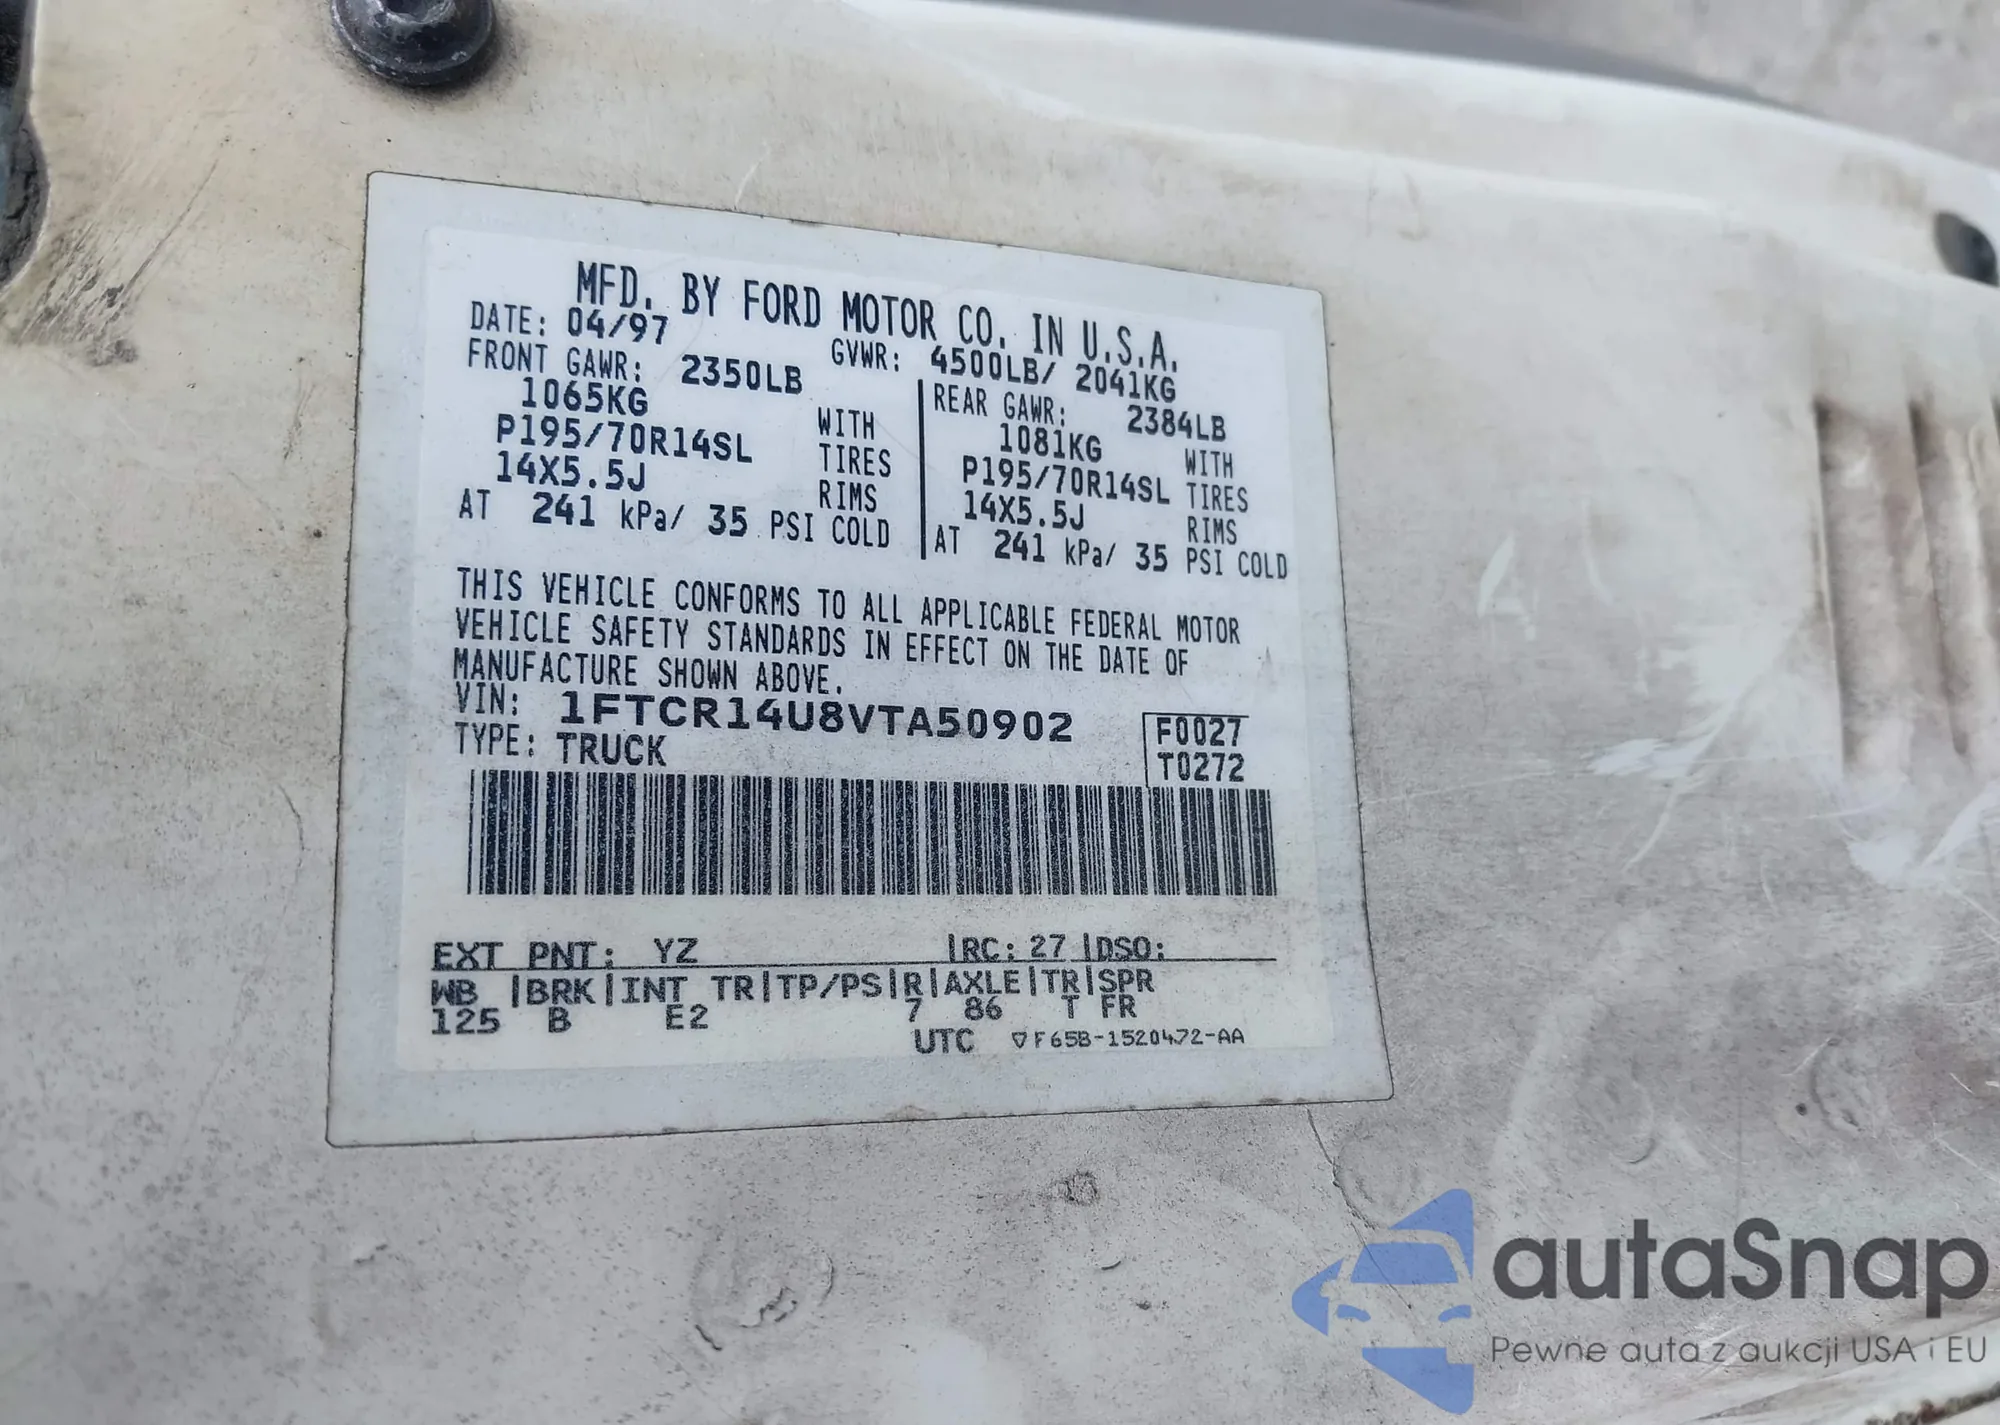 MFD. BY FORD MOTOR CO. IN U.S.A.
DATE: 04/97 GVWR: 4500LB/ 2041KG
FRONT GAWR: 2350LB
1065KG WITH
P195/70R14SL TIRES
14X5.5J RIMS
AT 241 kPa/ 35 PSI COLD
REAR GAWR: 2384LB
1081KG WITH
P195/70R14SL TIRES
14X5.5J RIMS
AT 241 kPa/ 35 PSI COLD
THIS VEHICLE CONFORMS TO ALL APPLICABLE FEDERAL MOTOR
VEHICLE SAFETY STANDARDS IN EFFECT ON THE DATE OF
MANUFACTURE SHOWN ABOVE.
VIN: 1FTCR14U8VTA50902
TYPE: TRUCK
F0027
T0272
EXT PNT: YZ |RC: 27 |DSO:
WB |BRK|INT TR|TP/PS|R|AXLE|TR|SPR
125 B E2 7 86 T FR
UTC ▽F65B-1520472-AA
autaSnap
Pewne auta z aukcji USA i EU